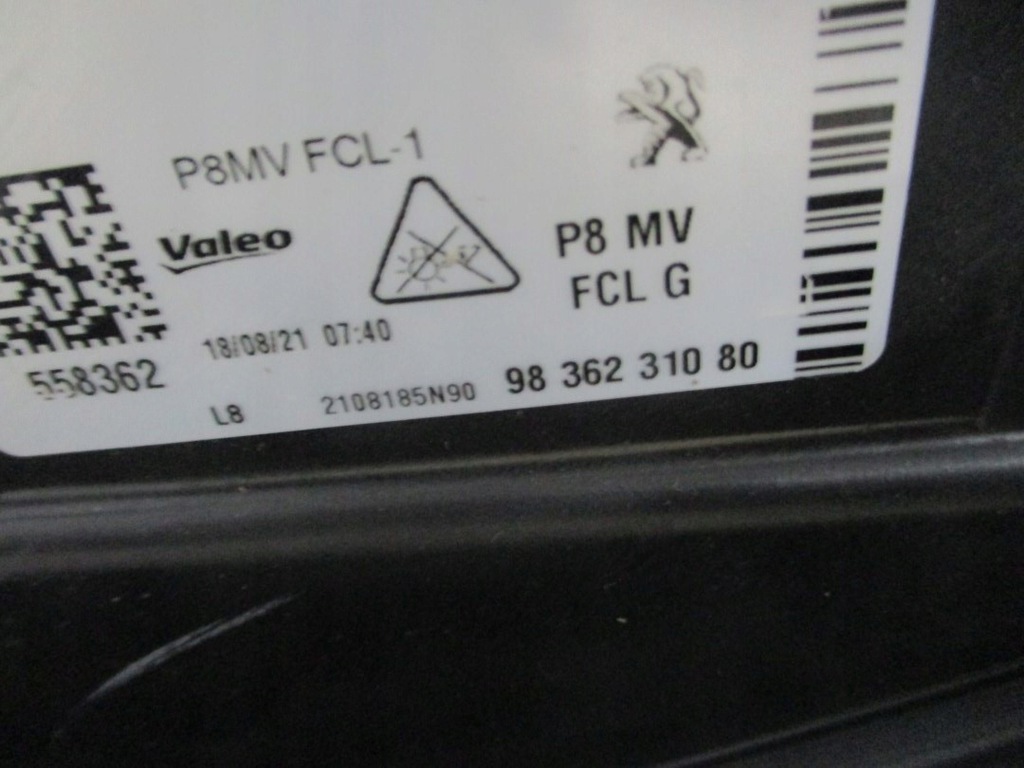 P8MV FCL-1
Valeo
P8 MV
FCL G
18/08/21 07:40
558362
L8 2108185N90 98 362 310 80